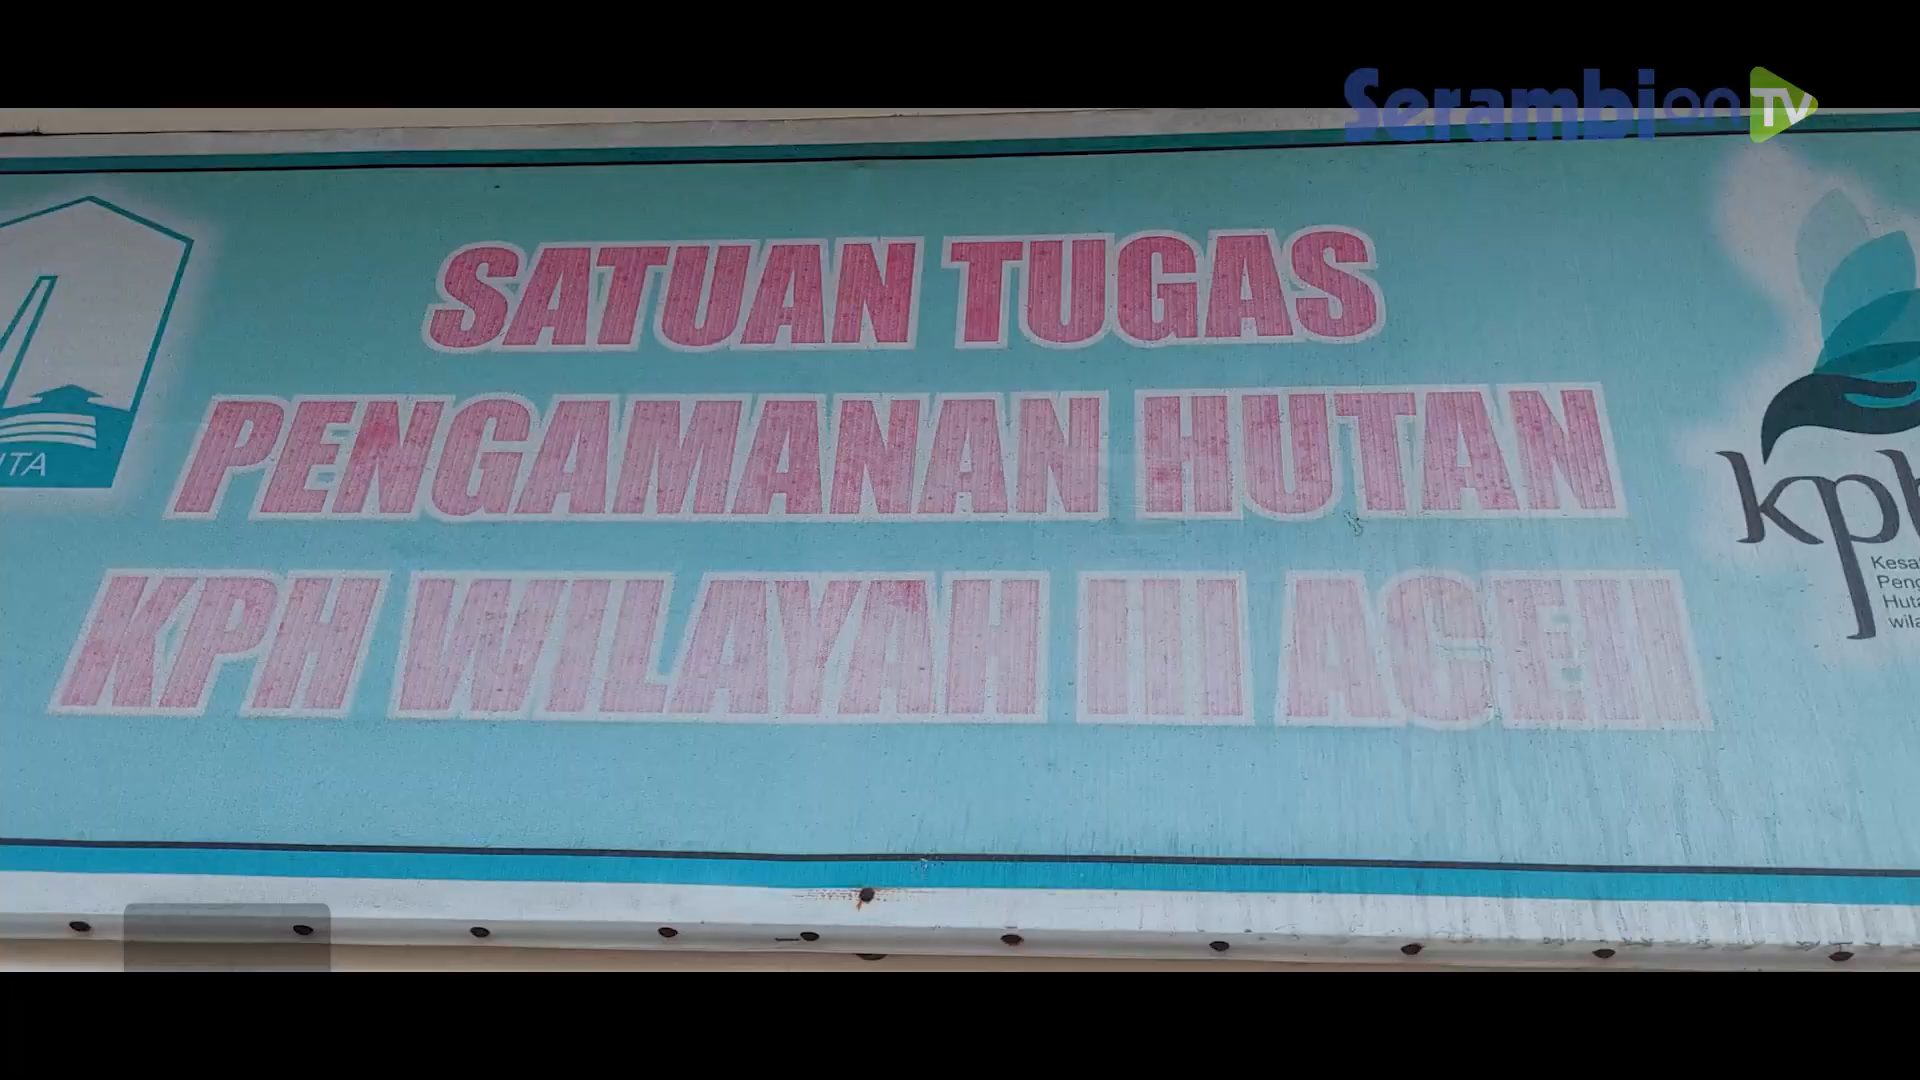 Serambi on TV
SATUAN TUGAS
PENGAMANAN HUTAN
KPH WILAYAH III ACEH
kph